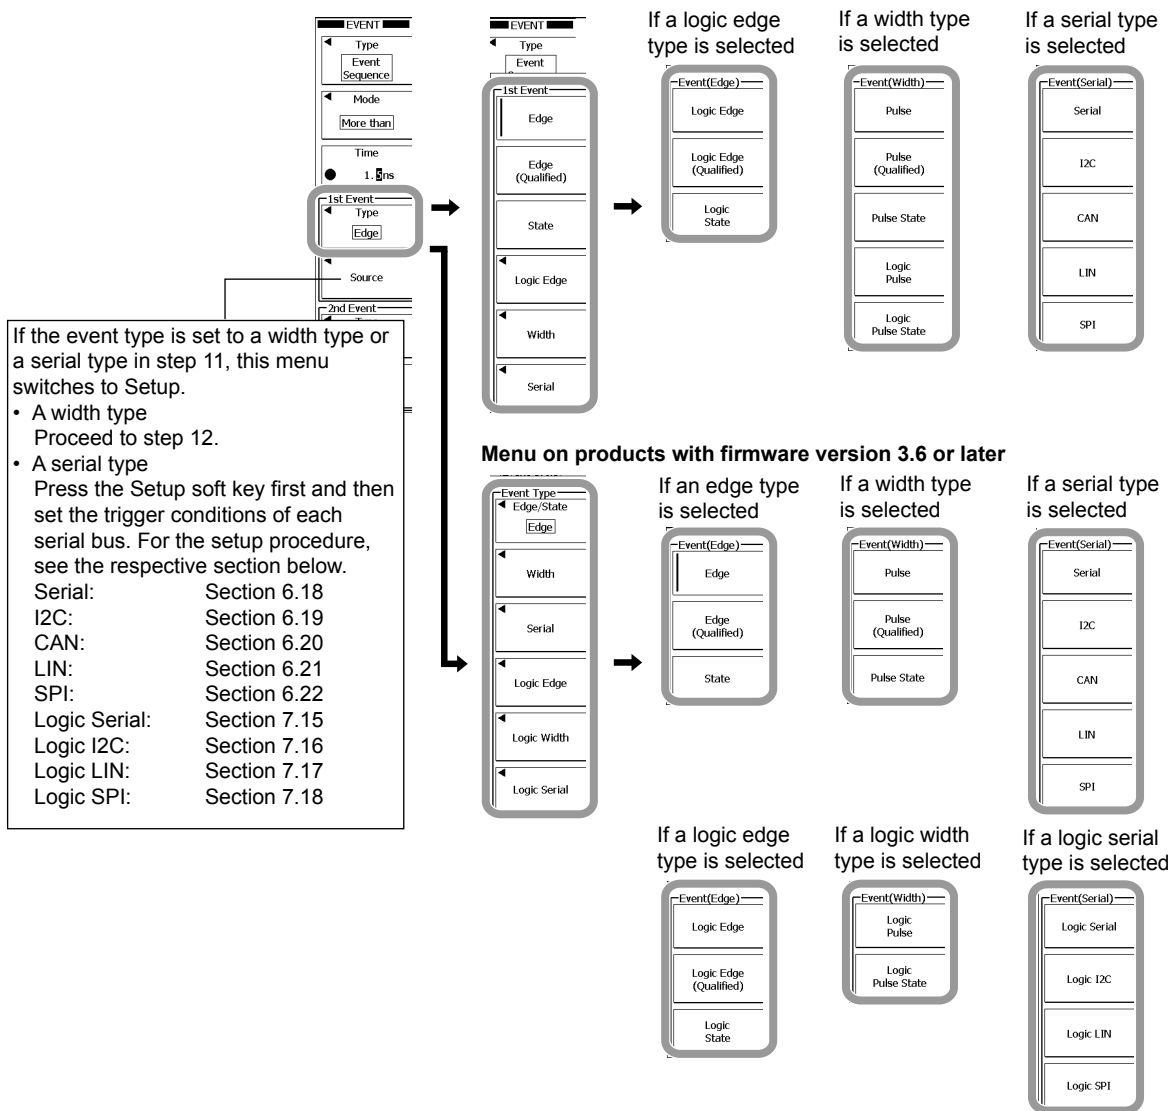 EVENT
Type
Event
Sequence
Mode
More than
Time
1.5ns
1st Event
Type
Edge
Source
2nd Event
EVENT
Type
Event
1st Event
Edge
Edge
(Qualified)
State
Logic Edge
Width
Serial
If a logic edge
type is selected
Event(Edge)
Logic Edge
Logic Edge
(Qualified)
Logic
State
If a width type
is selected
Event(Width)
Pulse
Pulse
(Qualified)
Pulse State
Logic
Pulse
Logic
Pulse State
If a serial type
is selected
Event(Serial)
Serial
I2C
CAN
LIN
SPI
If the event type is set to a width type or
a serial type in step 11, this menu
switches to Setup.
• A width type
Proceed to step 12.
• A serial type
Press the Setup soft key first and then
set the trigger conditions of each
serial bus. For the setup procedure,
see the respective section below.
Serial: Section 6.18
I2C: Section 6.19
CAN: Section 6.20
LIN: Section 6.21
SPI: Section 6.22
Logic Serial: Section 7.15
Logic I2C: Section 7.16
Logic LIN: Section 7.17
Logic SPI: Section 7.18
Menu on products with firmware version 3.6 or later
Event Type
Edge/State
Edge
Width
Serial
Logic Edge
Logic Width
Logic Serial
If an edge type
is selected
Event(Edge)
Edge
Edge
(Qualified)
State
If a width type
is selected
Event(Width)
Pulse
Pulse
(Qualified)
Pulse State
If a serial type
is selected
Event(Serial)
Serial
I2C
CAN
LIN
SPI
If a logic edge
type is selected
Event(Edge)
Logic Edge
Logic Edge
(Qualified)
Logic
State
If a logic width
type is selected
Event(Width)
Logic
Pulse
Logic
Pulse State
If a logic serial
type is selected
Event(Serial)
Logic Serial
Logic I2C
Logic LIN
Logic SPI